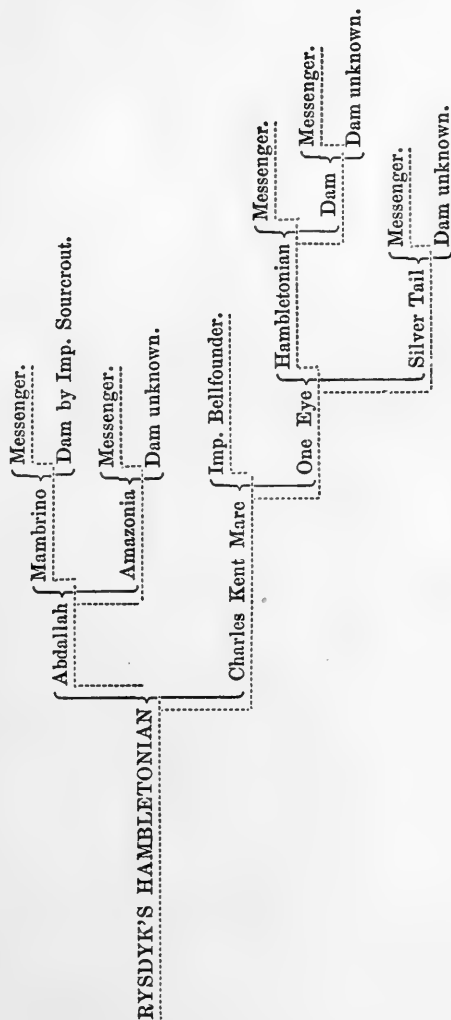 RYSDYK'S HAMBLETONIAN
Abdallah
Mambrino
Messenger.
Dam by Imp. Sourcrout.
Amazonia
Messenger.
Dam unknown.
Charles Kent Mare
Imp. Bellfounder.
One Eye
Hambletonian
Messenger.
Dam
Messenger.
Dam unknown.
Silver Tail
Messenger.
Dam unknown.